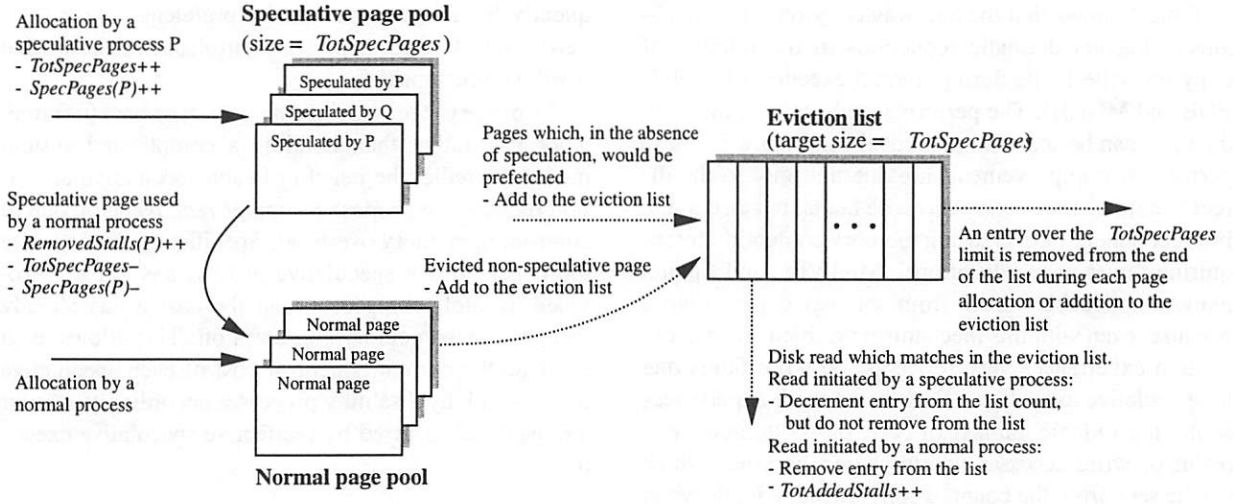 Allocation by a
speculative process P
- TotSpecPages++
- SpecPages(P)++
Speculative page pool
(size = TotSpecPages)
Speculated by P
Speculated by Q
Speculated by P
Speculative page used
by a normal process
- RemovedStalls(P)++
- TotSpecPages--
- SpecPages(P)--
Allocation by a
normal process
Normal page
Normal page
Normal page
Normal page pool
Pages which, in the absence
of speculation, would be
prefetched
- Add to the eviction list
Evicted non-speculative page
- Add to the eviction list
Eviction list
(target size = TotSpecPages)
• • •
An entry over the TotSpecPages
limit is removed from the end
of the list during each page
allocation or addition to the
eviction list
Disk read which matches in the eviction list.
Read initiated by a speculative process:
- Decrement entry from the list count,
but do not remove from the list
Read initiated by a normal process:
- Remove entry from the list
- TotAddedStalls++